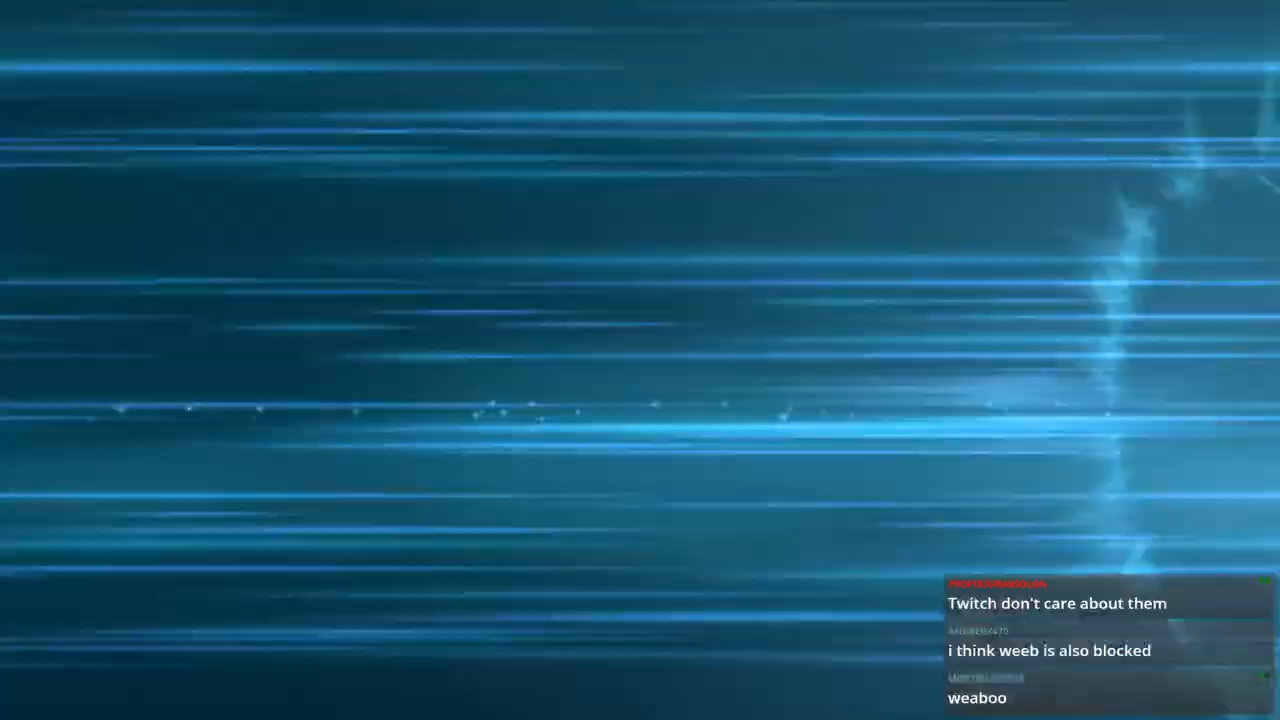 Twitch don't care about them
i think weeb is also blocked
weaboo